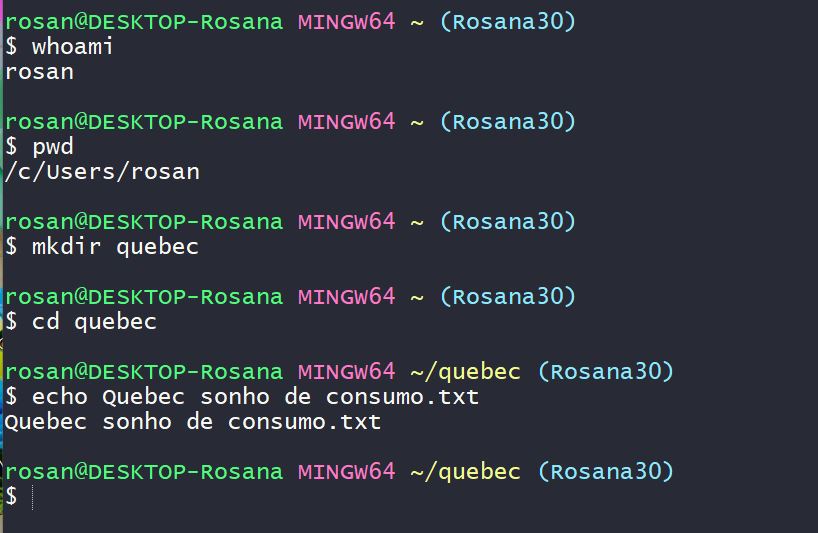 rosan@DESKTOP-Rosana MINGW64 ~ (Rosana30)
$ whoami
rosan
rosan@DESKTOP-Rosana MINGW64 ~ (Rosana30)
$ pwd
/c/Users/rosan
rosan@DESKTOP-Rosana MINGW64 ~ (Rosana30)
$ mkdir quebec
rosan@DESKTOP-Rosana MINGW64 ~ (Rosana30)
$ cd quebec
rosan@DESKTOP-Rosana MINGW64 ~/quebec (Rosana30)
$ echo Quebec sonho de consumo.txt
Quebec sonho de consumo.txt
rosan@DESKTOP-Rosana MINGW64 ~/quebec (Rosana30)
$